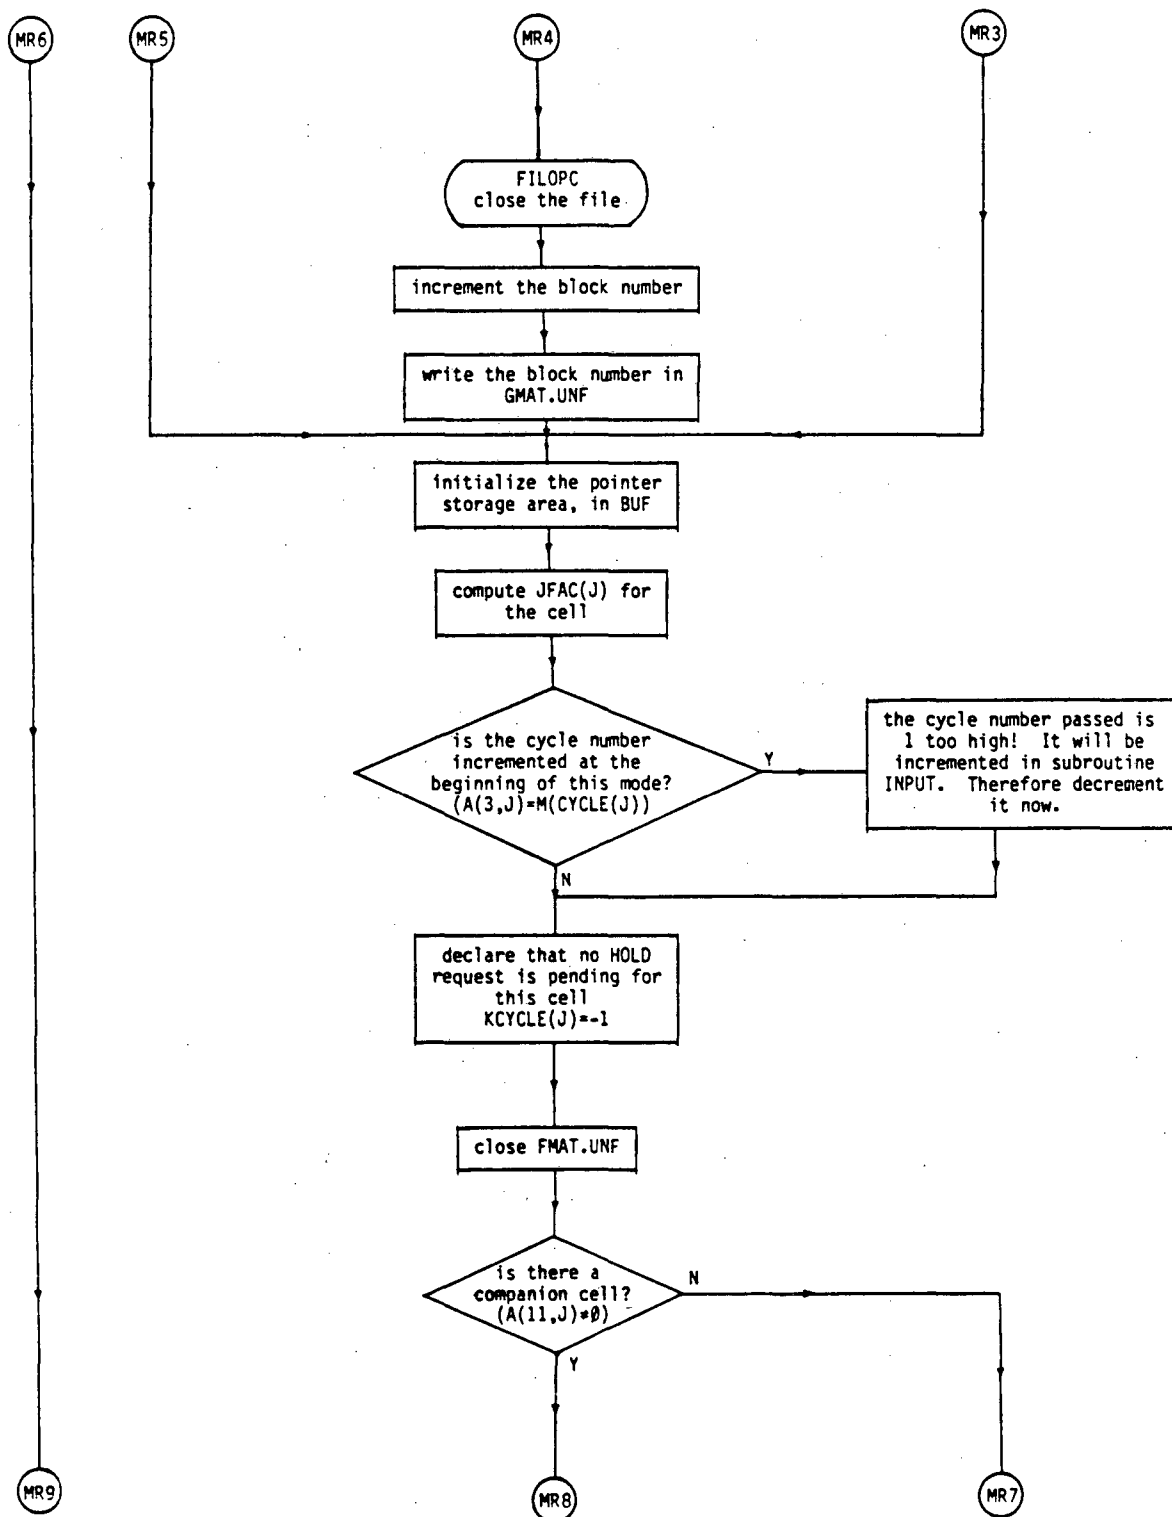 MR6
MR5
MR4
MR3
FILOPC
close the file
increment the block number
write the block number in
GMAT.UNF
initialize the pointer
storage area, in BUF
compute JFAC(J) for
the cell
is the cycle number
incremented at the
beginning of this mode?
(A(3,J)=M(CYCLE(J))
Y
the cycle number passed is
1 too high! It will be
incremented in subroutine
INPUT. Therefore decrement
it now.
N
declare that no HOLD
request is pending for
this cell
KCYCLE(J)=-1
close FMAT.UNF
is there a
companion cell?
(A(11,J)≠0)
N
Y
MR9
MR8
MR7